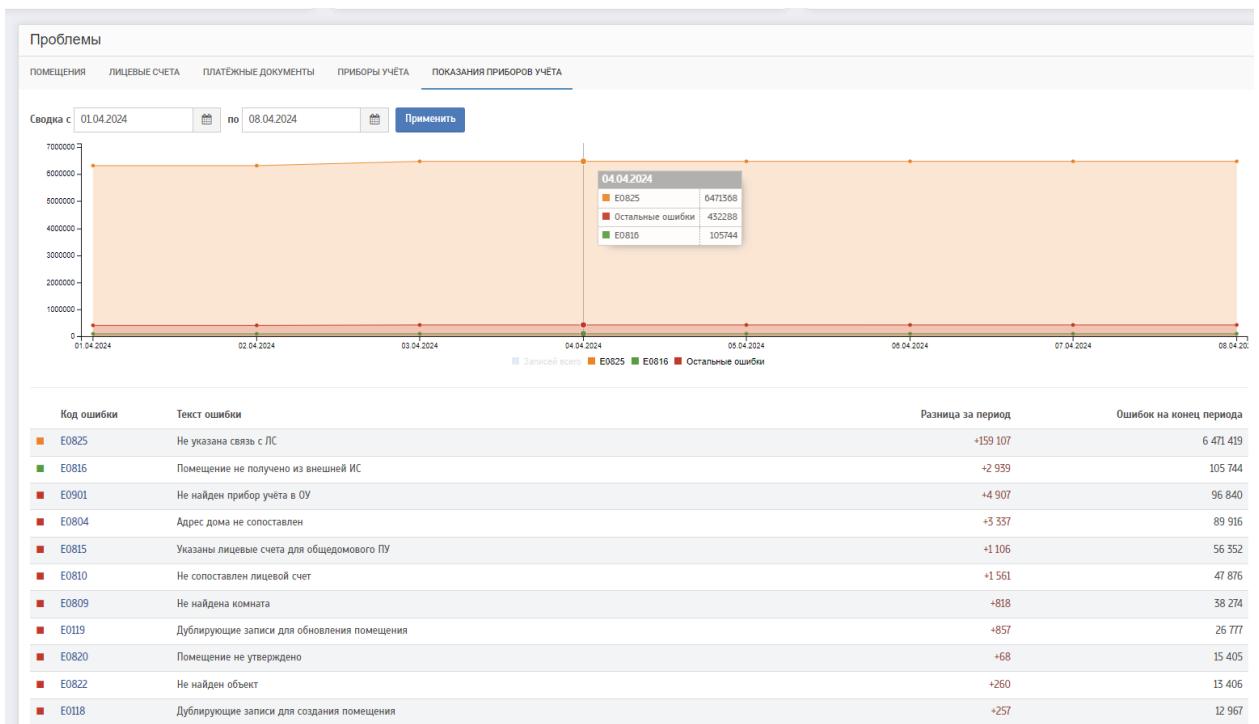 Проблемы
ПОМЕЩЕНИЯ ЛИЦЕВЫЕ СЧЕТА ПЛАТЁЖНЫЕ ДОКУМЕНТЫ ПРИБОРЫ УЧЁТА ПОКАЗАНИЯ ПРИБОРОВ УЧЁТА
Сводка с 01.04.2024 по 08.04.2024 Применить
7000000
6000000
5000000
4000000
3000000
2000000
1000000
0
04.04.2024
E0825 6471368
Остальные ошибки 432288
E0816 105744
01.04.2024 02.04.2024 03.04.2024 04.04.2024 05.04.2024 06.04.2024 07.04.2024 08.04.20
Записей всего E0825 E0816 Остальные ошибки
Код ошибки Текст ошибки Разница за период Ошибок на конец периода
E0825 Не указана связь с ЛС +159 107 6 471 419
E0816 Помещение не получено из внешней ИС +2 939 105 744
E0901 Не найден прибор учёта в ОУ +4 907 96 840
E0804 Адрес дома не сопоставлен +3 337 89 916
E0815 Указаны лицевые счета для общедомового ПУ +1 106 56 352
E0810 Не сопоставлен лицевой счет +1 561 47 876
E0809 Не найдена комната +818 38 274
E0119 Дублирующие записи для обновления помещения +857 26 777
E0820 Помещение не утверждено +68 15 405
E0822 Не найден объект +260 13 406
E0118 Дублирующие записи для создания помещения +257 12 967